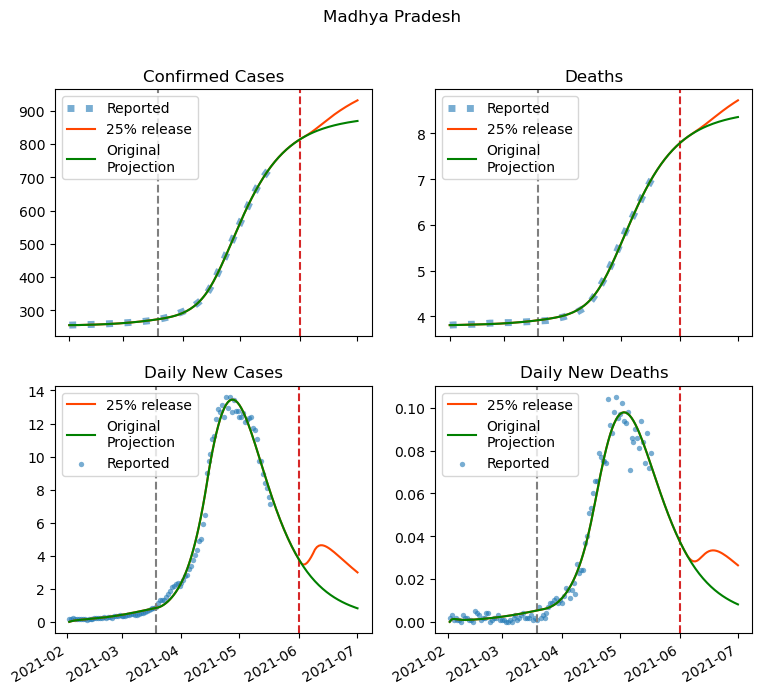 Madhya Pradesh
Confirmed Cases
Reported
25% release
Original
Projection
900
800
700
600
500
400
300
Deaths
Reported
25% release
Original
Projection
8
7
6
5
4
Daily New Cases
25% release
Original
Projection
Reported
14
12
10
8
6
4
2
0
2021-02
2021-03
2021-04
2021-05
2021-06
2021-07
Daily New Deaths
25% release
Original
Projection
Reported
0.10
0.08
0.06
0.04
0.02
0.00
2021-02
2021-03
2021-04
2021-05
2021-06
2021-07